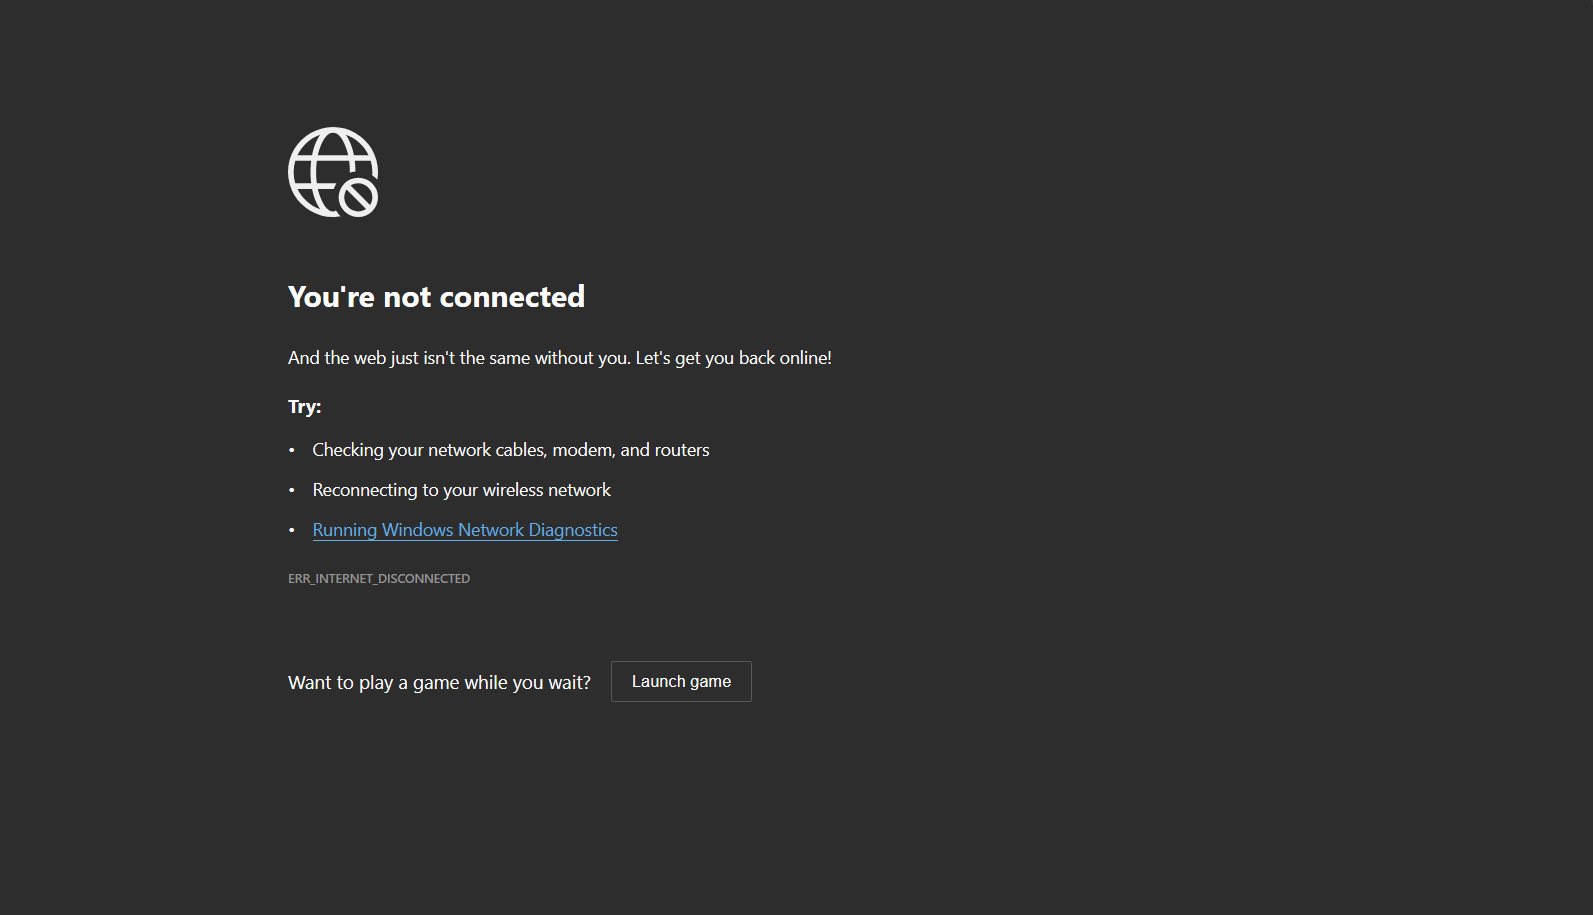 You're not connected
And the web just isn't the same without you. Let's get you back online!
Try:
• Checking your network cables, modem, and routers
• Reconnecting to your wireless network
• Running Windows Network Diagnostics
ERR_INTERNET_DISCONNECTED
Want to play a game while you wait? Launch game